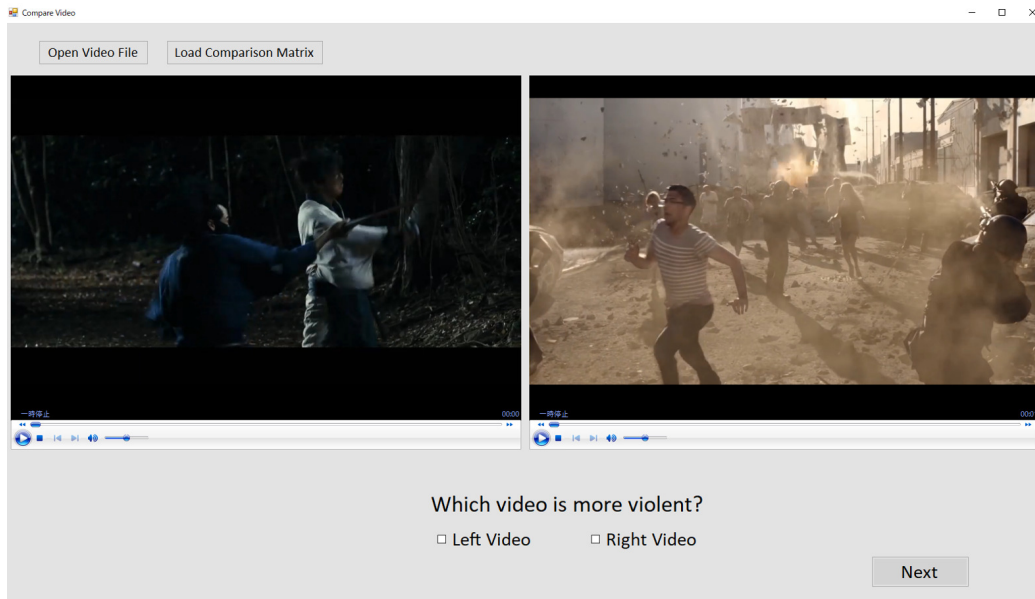 Compare Video
Open Video File
Load Comparison Matrix
一時停止
00:00
一時停止
Which video is more violent?
Left Video
Right Video
Next